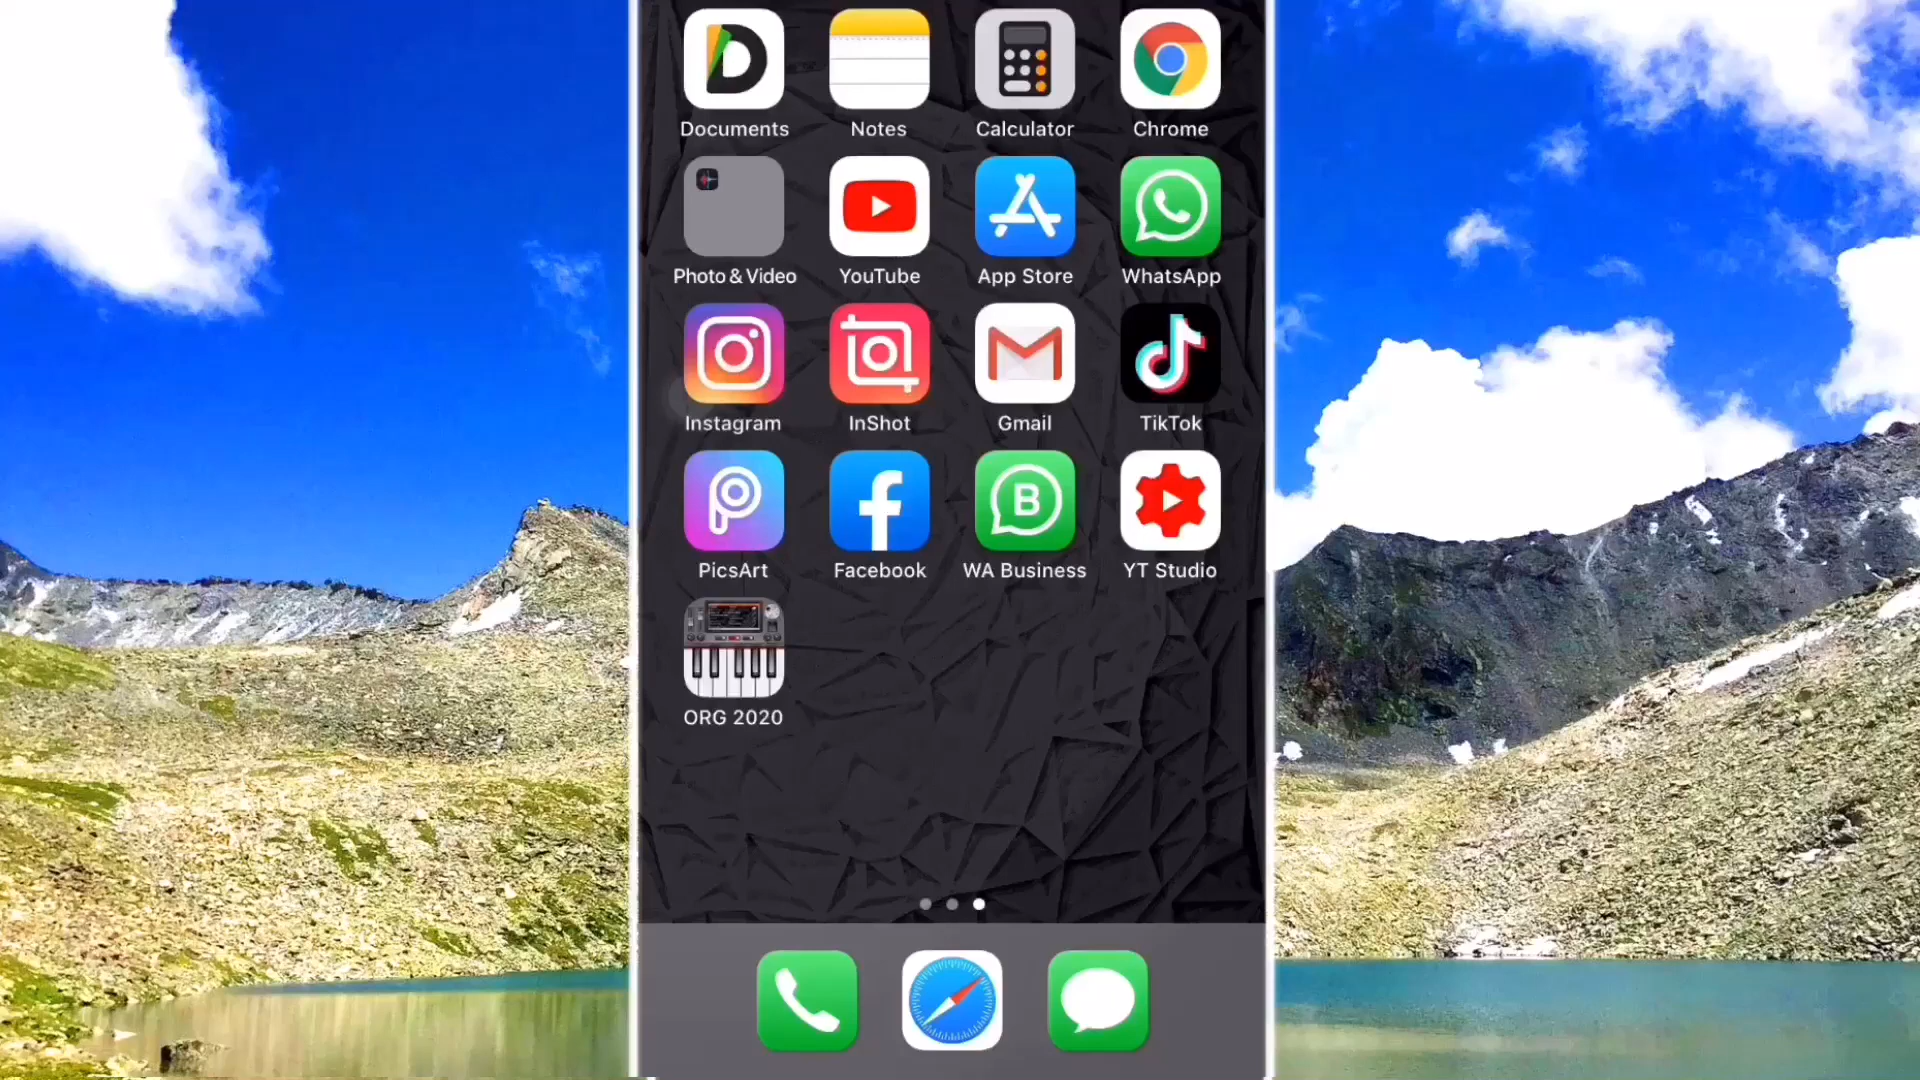 Documents Notes Calculator Chrome
Photo & Video YouTube App Store WhatsApp
Instagram InShot Gmail TikTok
B
PicsArt Facebook WA Business YT Studio
ORG 2020